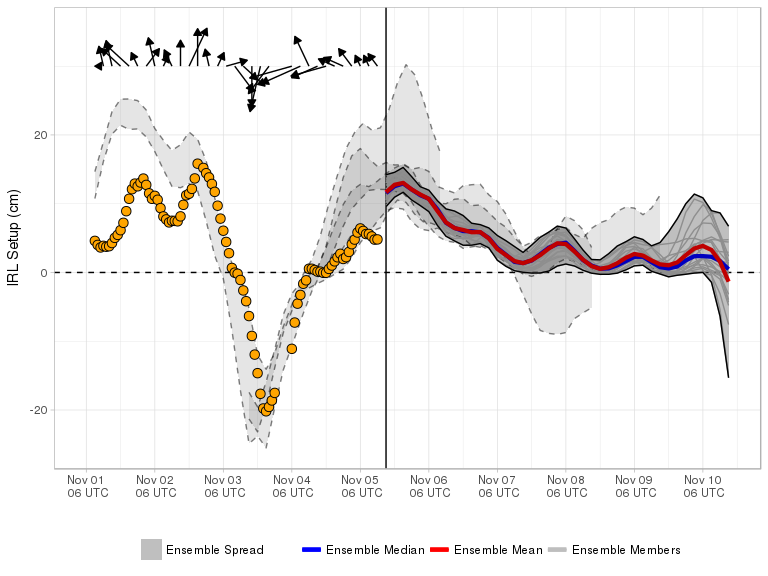 IRL Setup (cm)
20
0
-20
Nov 01 Nov 02 Nov 03 Nov 04 Nov 05 Nov 06 Nov 07 Nov 08 Nov 09 Nov 10
06 UTC 06 UTC 06 UTC 06 UTC 06 UTC 06 UTC 06 UTC 06 UTC 06 UTC 06 UTC
Ensemble Spread Ensemble Median Ensemble Mean Ensemble Members